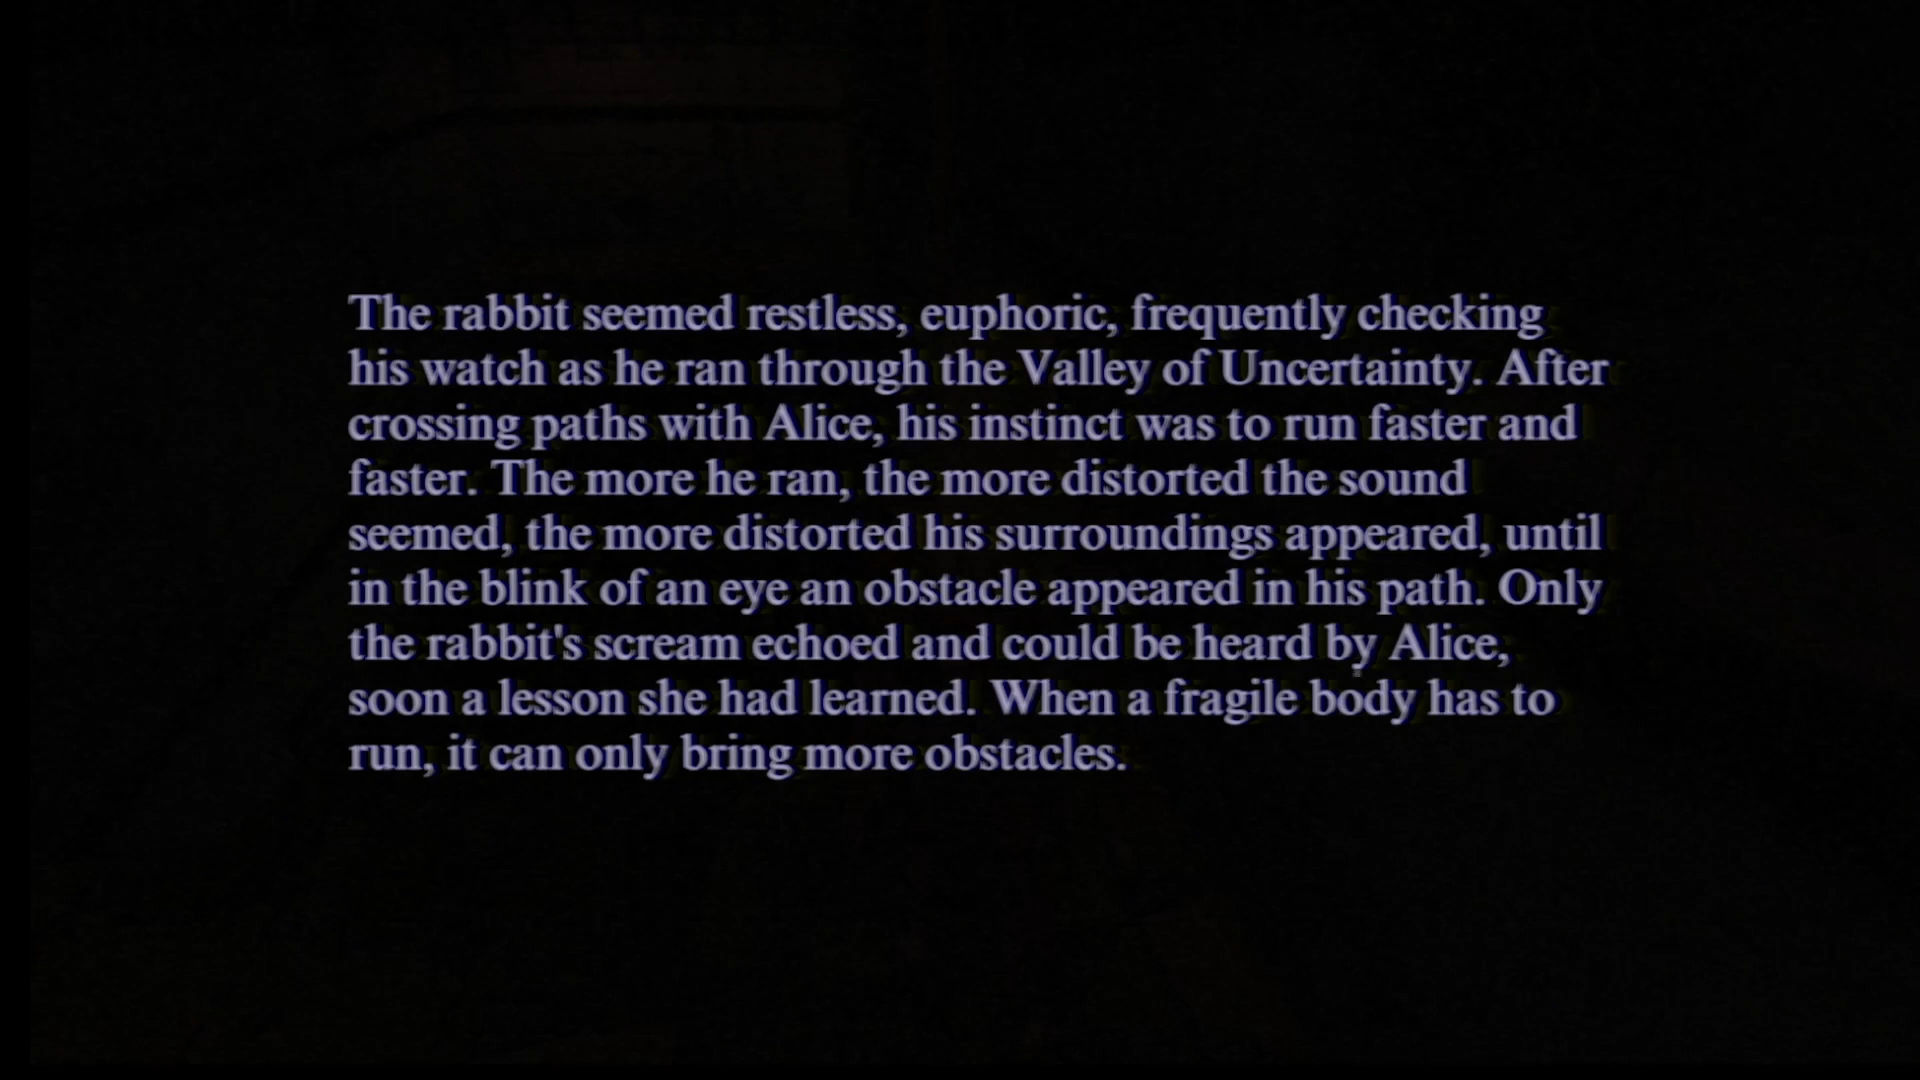 The rabbit seemed restless, euphoric, frequently checking
his watch as he ran through the Valley of Uncertainty. After
crossing paths with Alice, his instinct was to run faster and
faster. The more he ran, the more distorted the sound
seemed, the more distorted his surroundings appeared, until
in the blink of an eye an obstacle appeared in his path. Only
the rabbit's scream echoed and could be heard by Alice,
soon a lesson she had learned. When a fragile body has to
run, it can only bring more obstacles.